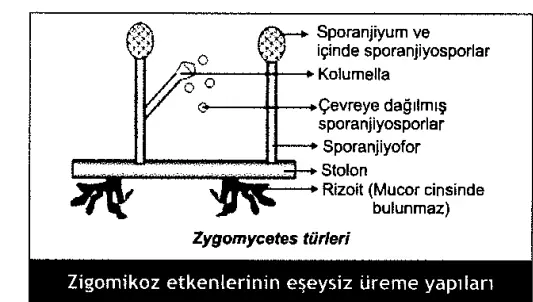 Sporanjiyum ve
içinde sporanjiyosporlar
Kolumella
Çevreye dağılmış
sporanjiyosporlar
Sporanjiyofor
Stolon
Rizoit (Mucor cinsinde
bulunmaz)
Zygomycetes türleri
Zigomikoz etkenlerinin eşeysiz üreme yapıları